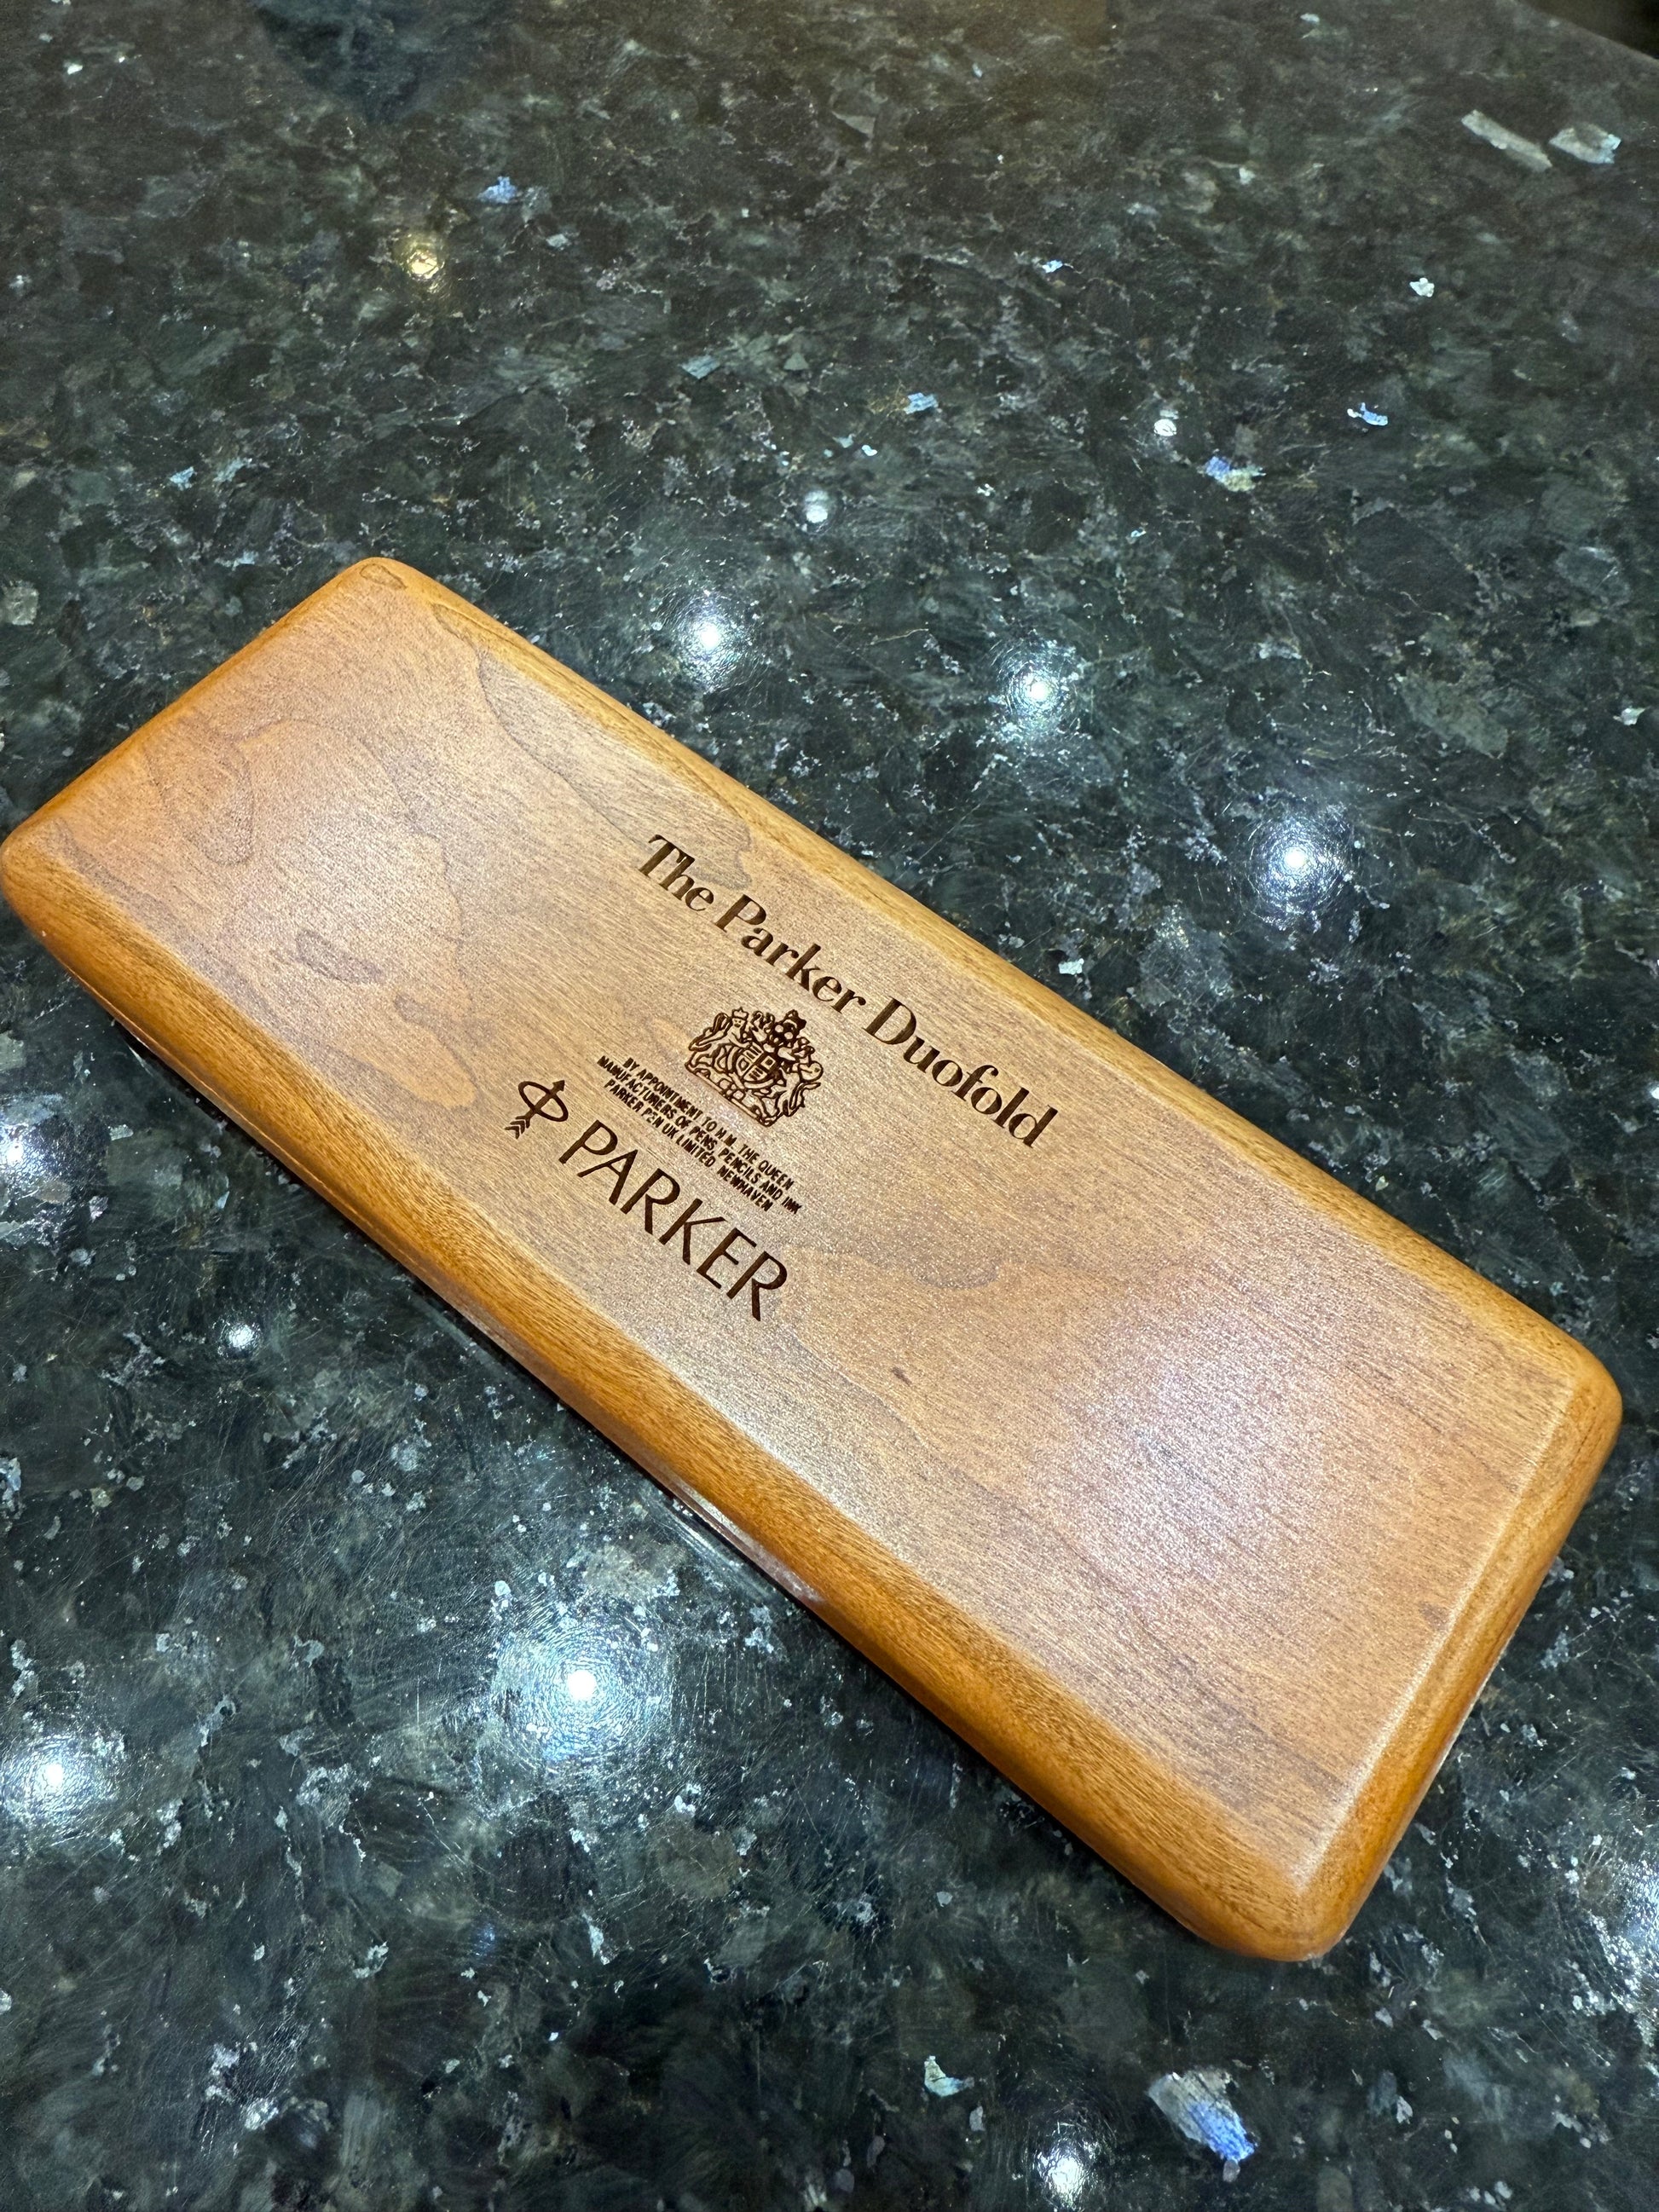 The Parker Duofold
BY APPOINTMENT TO H.M. THE QUEEN
MANUFACTURERS OF PENS, PENCILS AND INK
PARKER PEN UK LIMITED, NEWHAVEN
PARKER